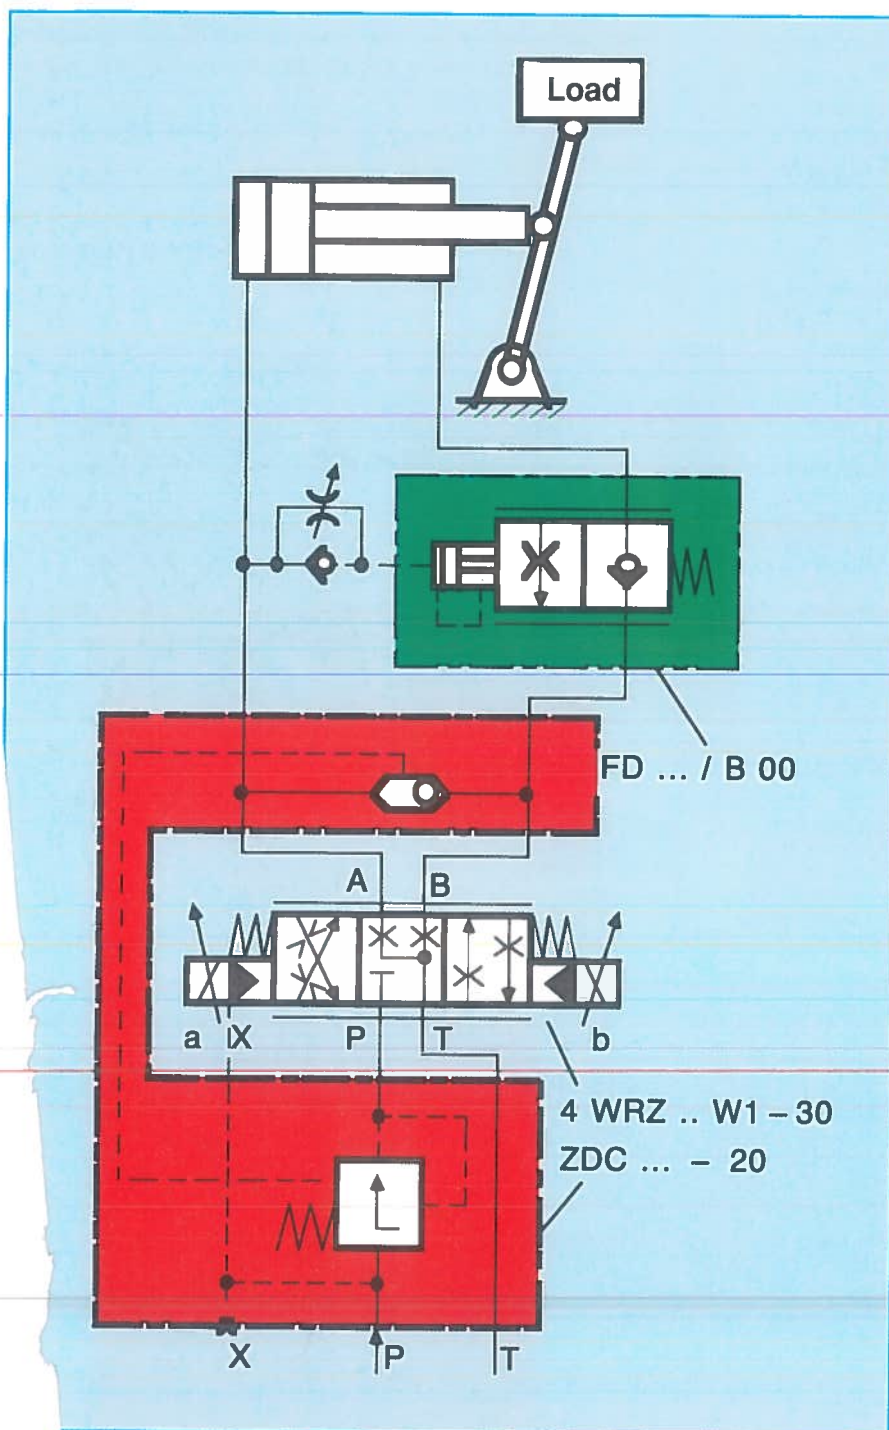 Load
FD ... / B 00
A B
a X P T b
4 WRZ .. W1 – 30
ZDC ... – 20
X P T